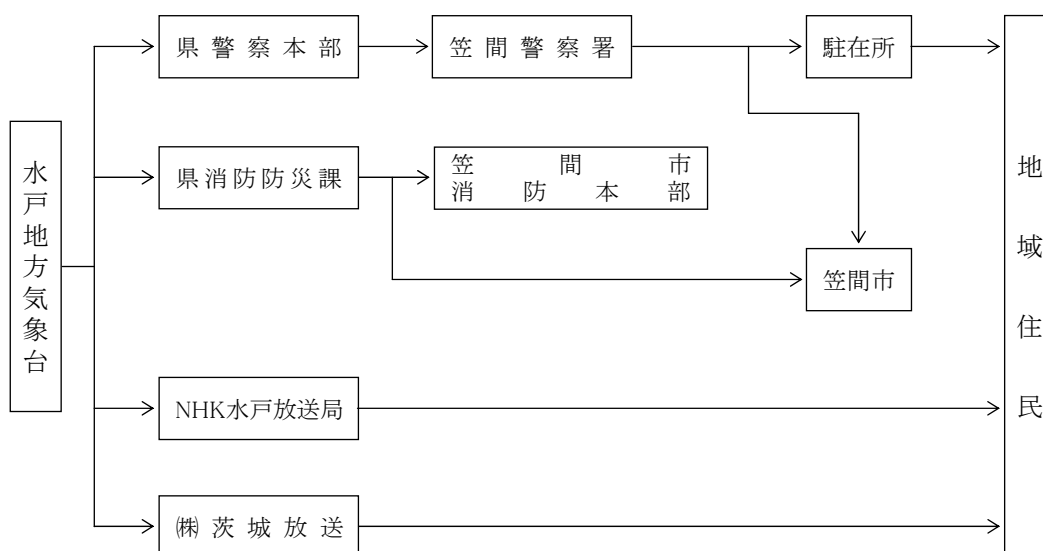 県警察本部
笠間警察署
駐在所
水戸地方気象台
県消防防災課
笠間市
消防本部
地域住民
笠間市
NHK水戸放送局
㈱茨城放送